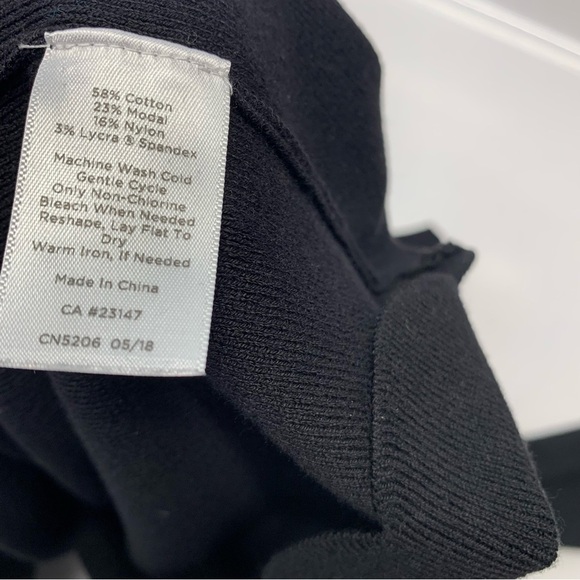 58% Cotton
23% Modal
16% Nylon
3% Lycra ® Spandex
Machine Wash Cold
Gentle Cycle
Only Non-Chlorine
Bleach When Needed
Reshape, Lay Flat To
Dry
Warm Iron, If Needed
Made In China
CA #23147
CN5206 05/18